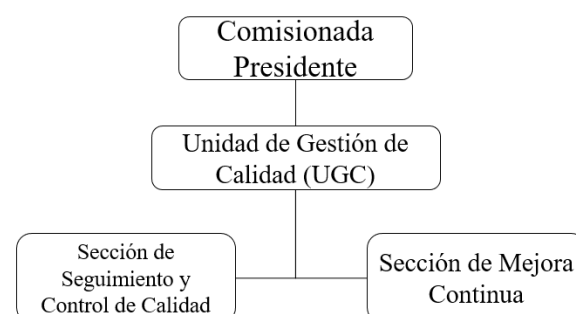 Comisionada
Presidente
Unidad de Gestión de
Calidad (UGC)
Sección de
Seguimiento y
Control de Calidad
Sección de Mejora
Continua